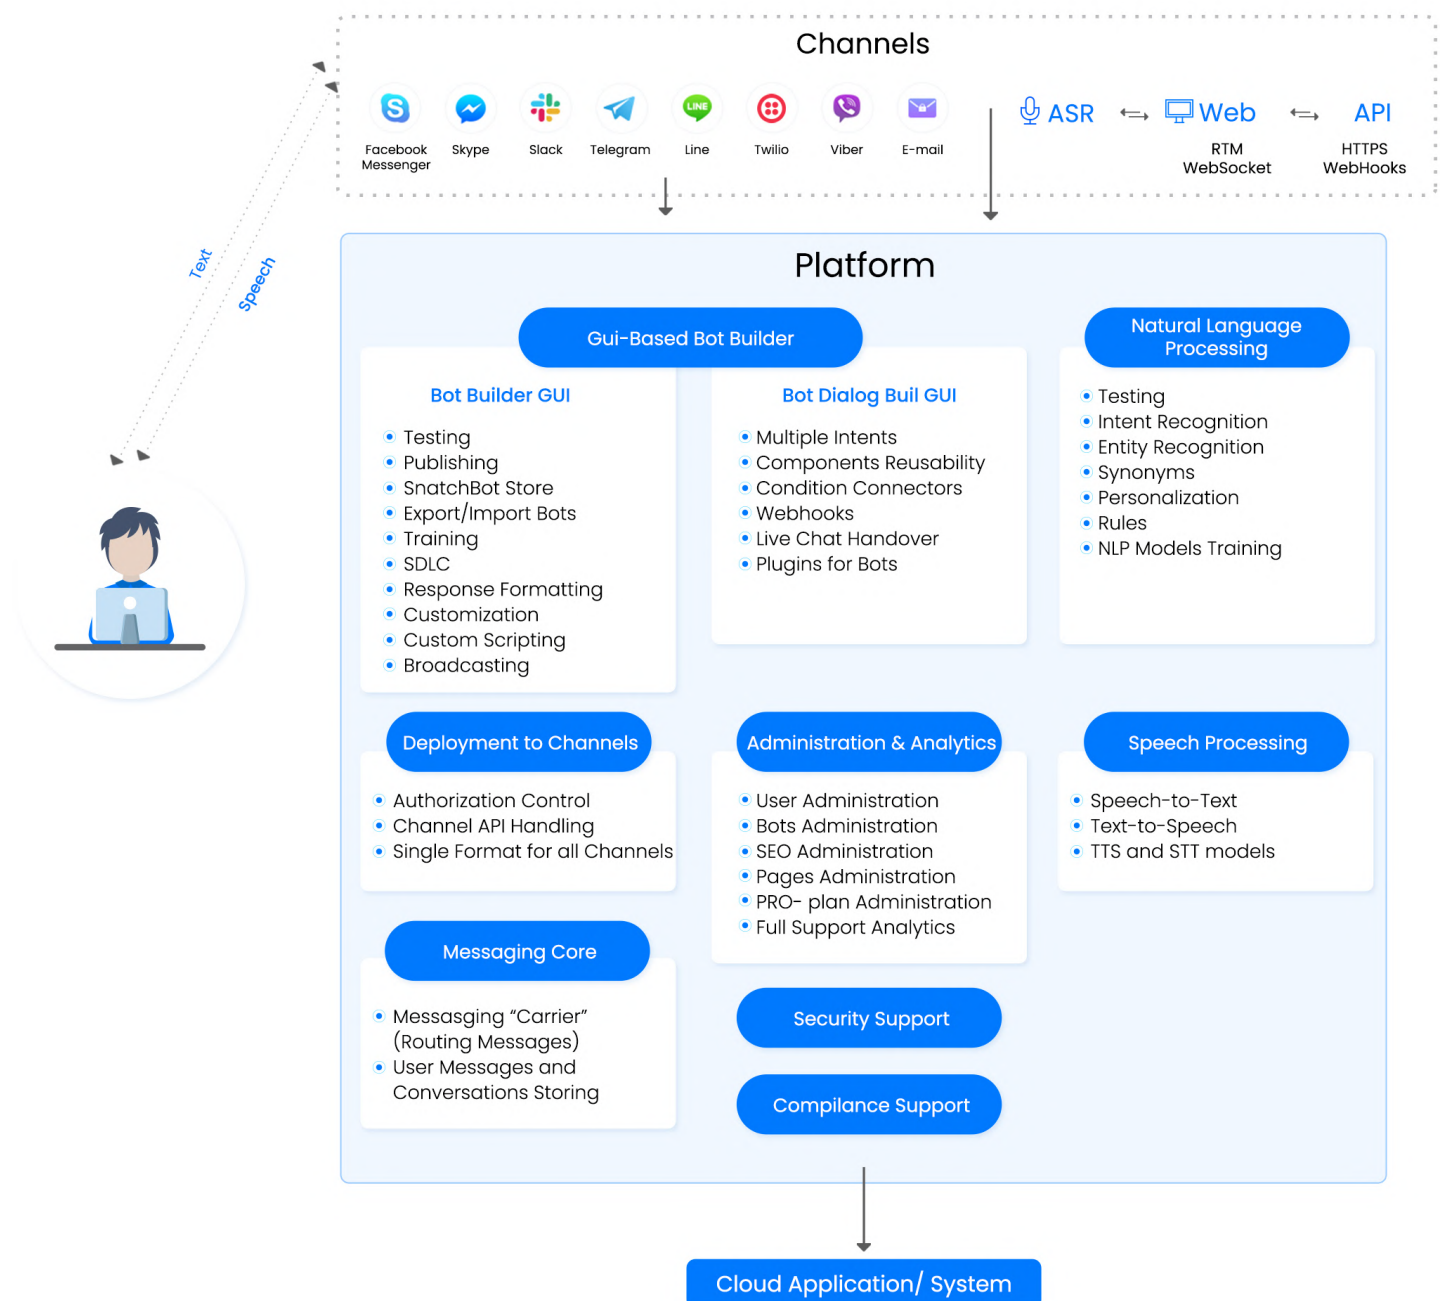 Channels
Facebook
Messenger
Skype
Slack
Telegram
Line
LINE
Twilio
Viber
E-mail
ASR
Web
RTM
WebSocket
API
HTTPS
WebHooks
Text
Speech
Platform
Gui-Based Bot Builder
Bot Builder GUI
Testing
Publishing
SnatchBot Store
Export/Import Bots
Training
SDLC
Response Formatting
Customization
Custom Scripting
Broadcasting
Bot Dialog Buil GUI
Multiple Intents
Components Reusability
Condition Connectors
Webhooks
Live Chat Handover
Plugins for Bots
Natural Language
Processing
Testing
Intent Recognition
Entity Recognition
Synonyms
Personalization
Rules
NLP Models Training
Deployment to Channels
Authorization Control
Channel API Handling
Single Format for all Channels
Administration & Analytics
User Administration
Bots Administration
SEO Administration
Pages Administration
PRO- plan Administration
Full Support Analytics
Speech Processing
Speech-to-Text
Text-to-Speech
TTS and STT models
Messaging Core
Messasging “Carrier”
(Routing Messages)
User Messages and
Conversations Storing
Security Support
Compilance Support
Cloud Application/ System